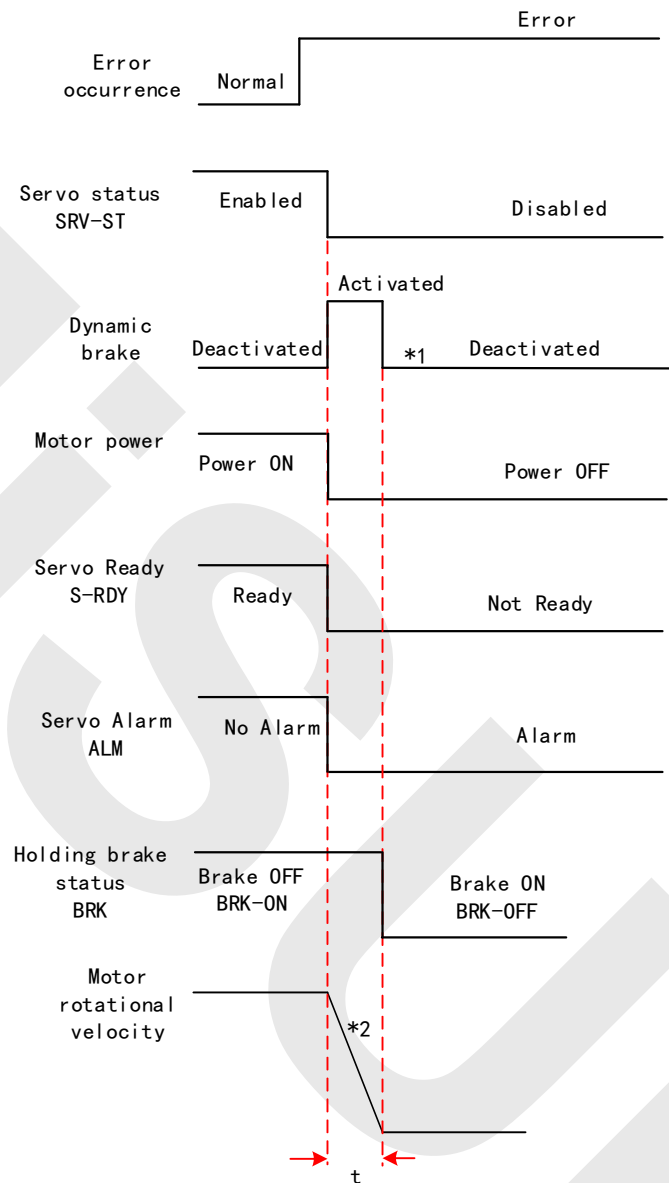 Error
Error
occurrence
Normal
Servo status
SRV-ST
Enabled
Disabled
Activated
Dynamic
brake
Deactivated
*1
Deactivated
Motor power
Power ON
Power OFF
Servo Ready
S-RDY
Ready
Not Ready
Servo Alarm
ALM
No Alarm
Alarm
Holding brake
status
BRK
Brake OFF
BRK-ON
Brake ON
BRK-OFF
Motor
rotational
velocity
*2
t